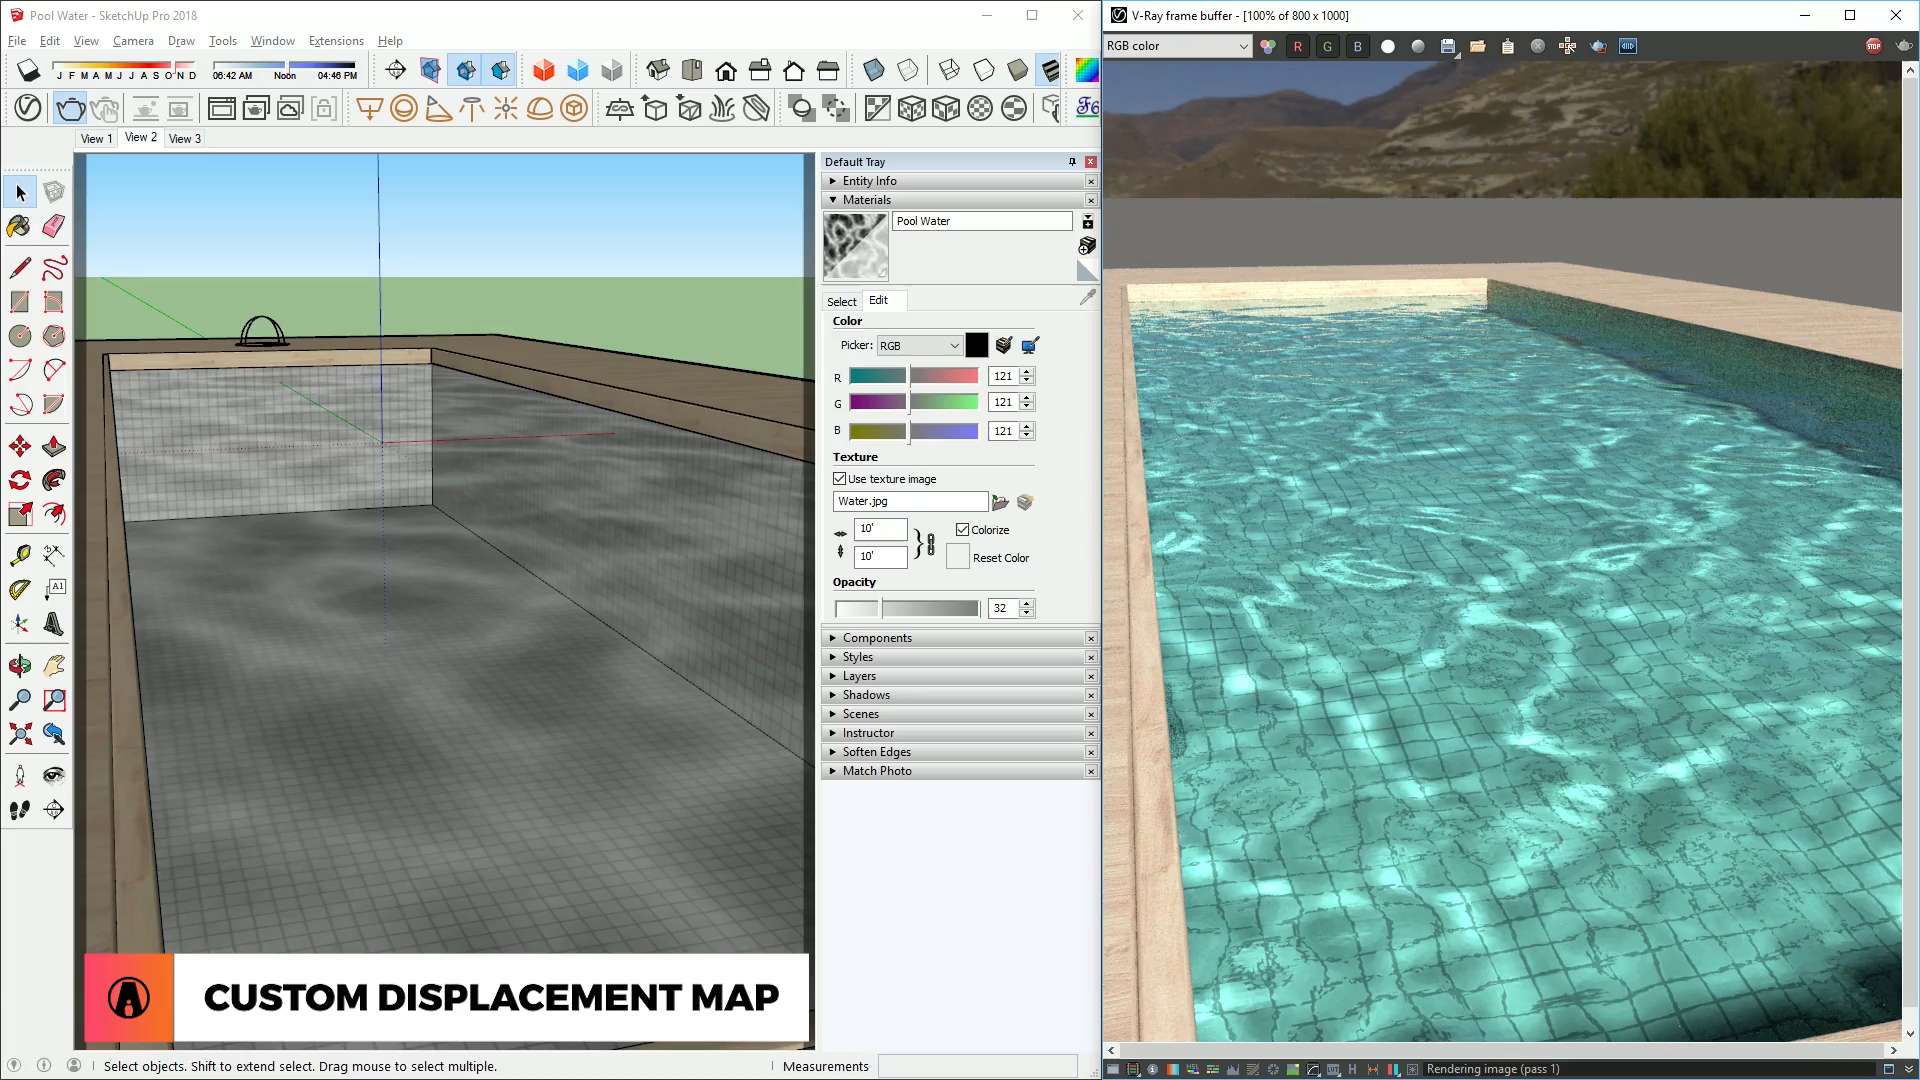 Pool Water - SketchUp Pro 2018
File Edit View Camera Draw Tools Window Extensions Help
J F M A M J J A S O N D
06:42 AM Noon 04:46 PM
View 1 View 2 View 3
A1
Default Tray
Entity Info
Materials
Pool Water
Select Edit
Color
Picker: RGB
R 121
G 121
B 121
Texture
Use texture image
Water.jpg
10' Colorize
10' Reset Color
Opacity
32
Components
Styles
Layers
Shadows
Scenes
Instructor
Soften Edges
Match Photo
CUSTOM DISPLACEMENT MAP
Select objects. Shift to extend select. Drag mouse to select multiple.
Measurements
V-Ray frame buffer - [100% of 800 x 1000]
RGB color R G B STOP
Rendering image (pass 1)